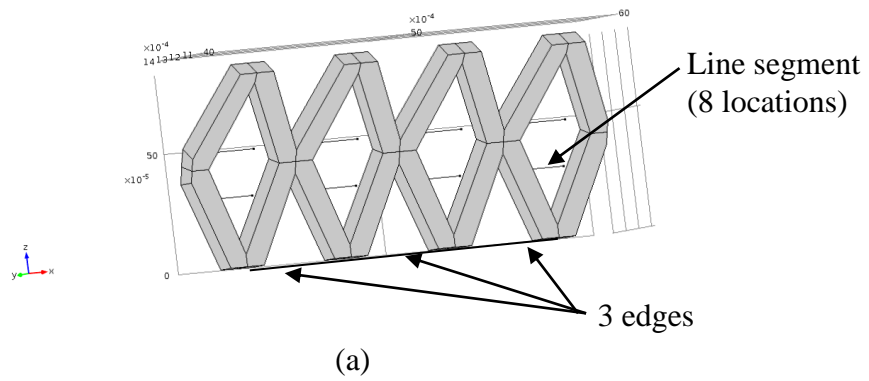 ×10⁻⁴
50
60
×10⁻⁴
14 13 12 11 40
Line segment
(8 locations)
50
×10⁻⁵
z
y
x
0
3 edges
(a)